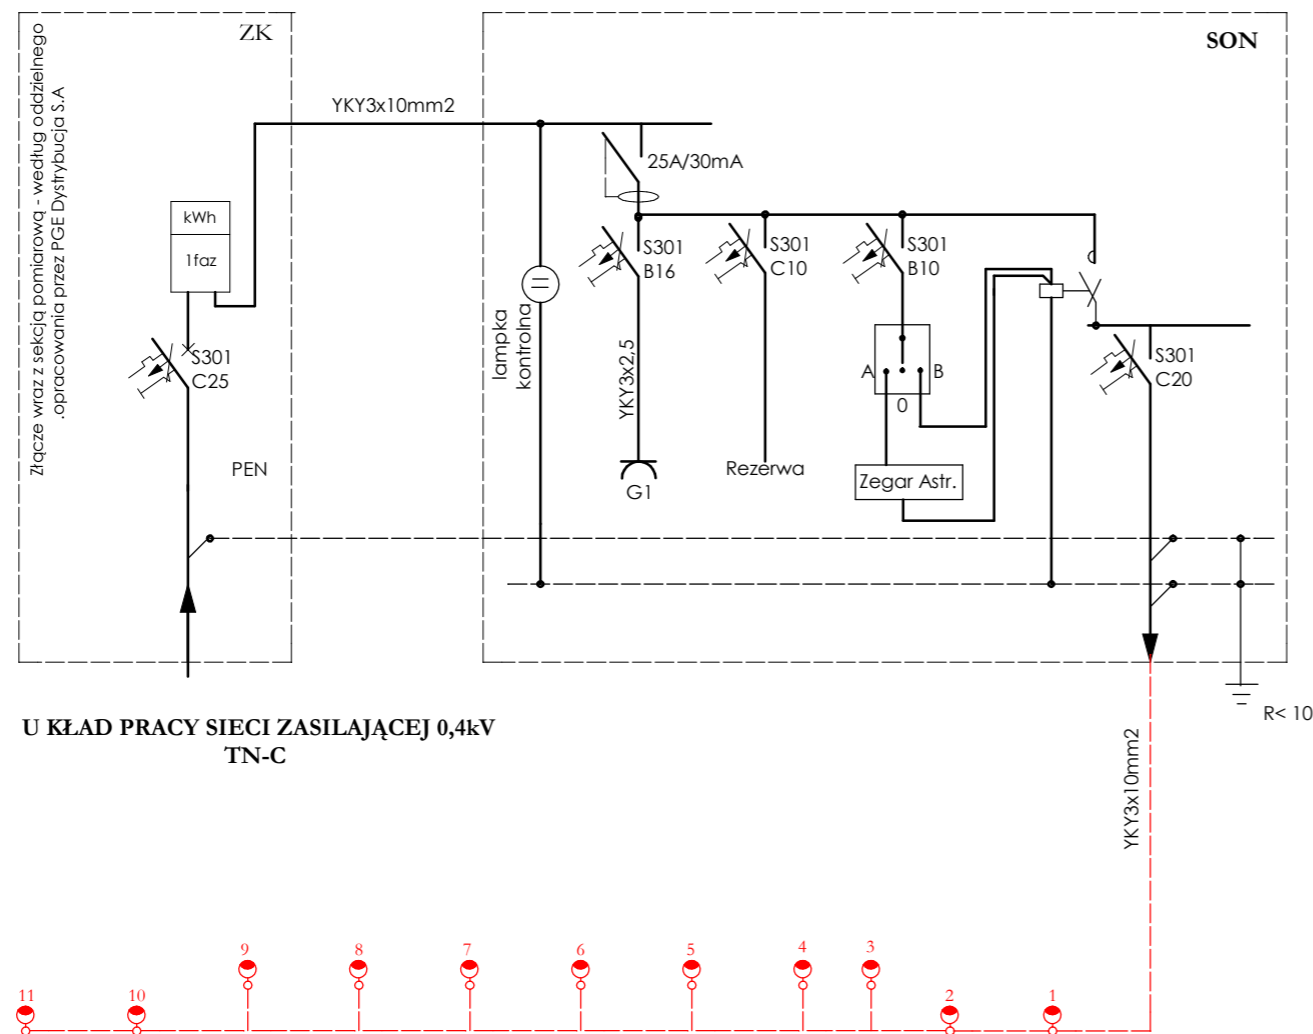 ZK
Złącze wraz z sekcją pomiarową - według oddzielnego
.opracowania przez PGE Dystrybucja S.A
kWh
1faz
S301
C25
PEN
YKY3x10mm2
SON
25A/30mA
lampka
kontrolna
S301
B16
YKY3x2,5
G1
S301
C10
Rezerwa
S301
B10
A
B
0
Zegar Astr.
S301
C20
R< 10
U KŁAD PRACY SIECI ZASILAJĄCEJ 0,4kV
TN-C
YKY3x10mm2
11
10
9
8
7
6
5
4
3
2
1